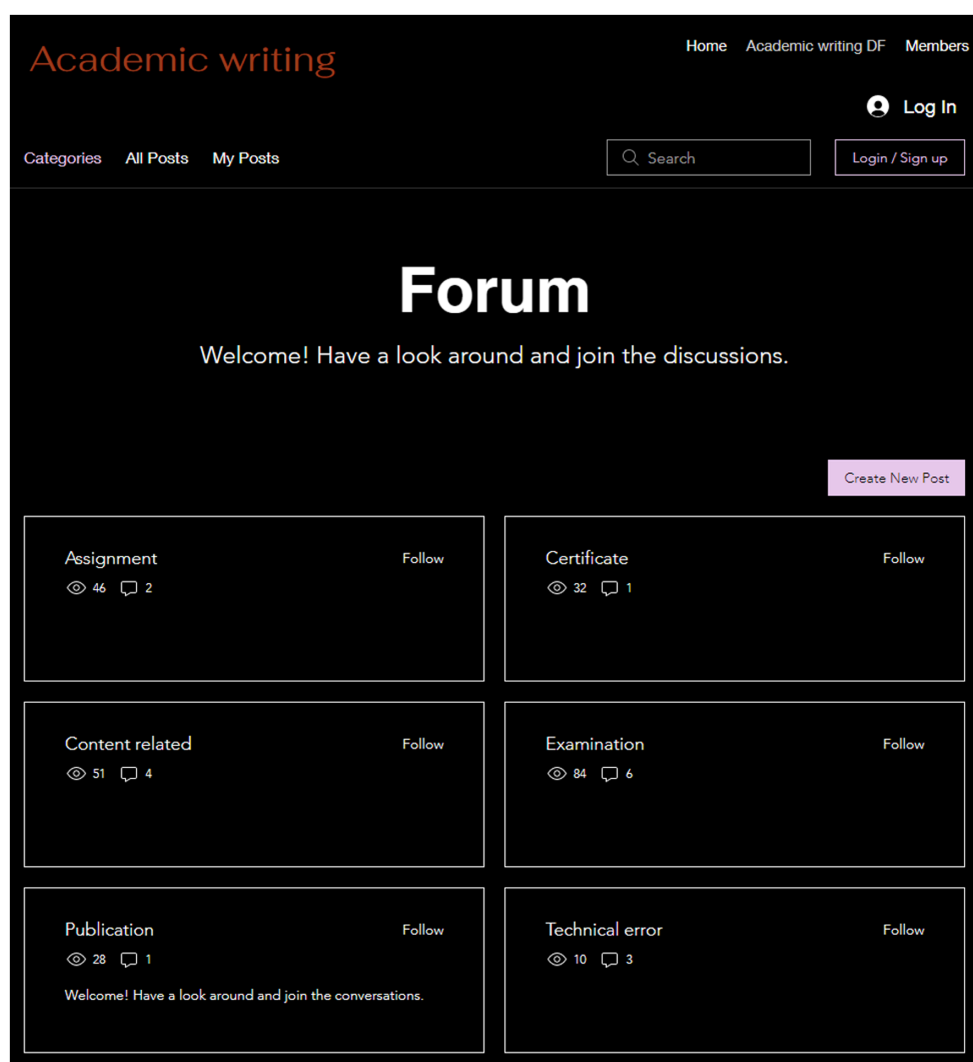 Academic writing
Home Academic writing DF Members
Log In
Categories All Posts My Posts
Search
Login / Sign up
Forum
Welcome! Have a look around and join the discussions.
Create New Post
Assignment Follow
46 2
Certificate Follow
32 1
Content related Follow
51 4
Examination Follow
84 6
Publication Follow
28 1
Welcome! Have a look around and join the conversations.
Technical error Follow
10 3